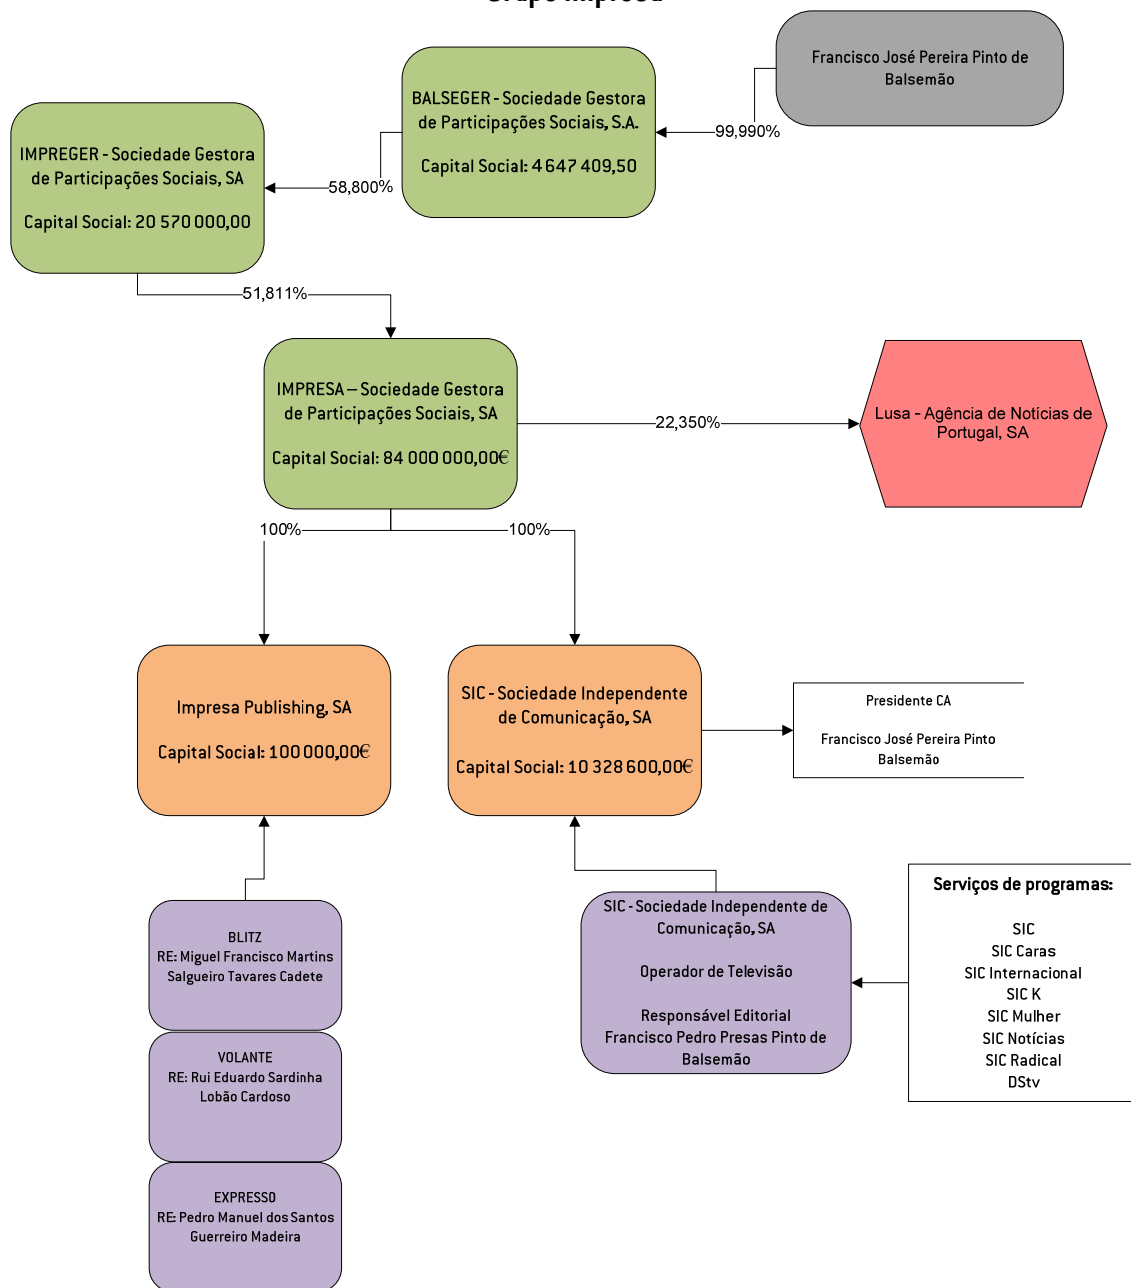 Grupo Impresa
Francisco José Pereira Pinto de
Balsemão
BALSEGER - Sociedade Gestora
de Participações Sociais, S.A.
Capital Social: 4 647 409,50
99,990%
IMPREGER - Sociedade Gestora
de Participações Sociais, SA
Capital Social: 20 570 000,00
58,800%
51,811%
IMPRESA – Sociedade Gestora
de Participações Sociais, SA
Capital Social: 84 000 000,00€
22,350%
Lusa - Agência de Notícias de
Portugal, SA
100%
100%
Impresa Publishing, SA
Capital Social: 100 000,00€
SIC - Sociedade Independente
de Comunicação, SA
Capital Social: 10 328 600,00€
Presidente CA
Francisco José Pereira Pinto
Balsemão
BLITZ
RE: Miguel Francisco Martins
Salgueiro Tavares Cadete
VOLANTE
RE: Rui Eduardo Sardinha
Lobão Cardoso
EXPRESSO
RE: Pedro Manuel dos Santos
Guerreiro Madeira
SIC - Sociedade Independente de
Comunicação, SA
Operador de Televisão
Responsável Editorial
Francisco Pedro Presas Pinto de
Balsemão
Serviços de programas:
SIC
SIC Caras
SIC Internacional
SIC K
SIC Mulher
SIC Notícias
SIC Radical
DStv